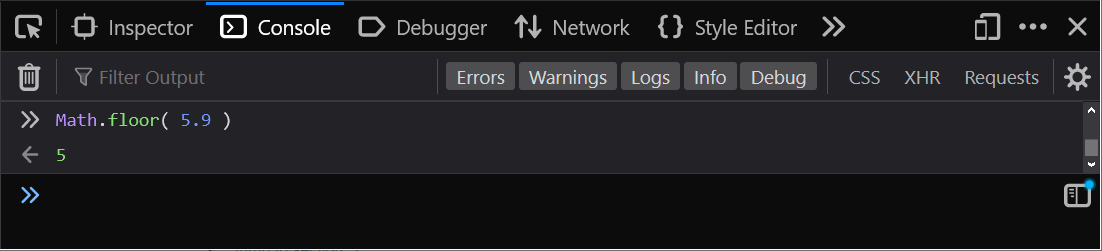 Inspector Console Debugger Network {} Style Editor
Filter Output Errors Warnings Logs Info Debug CSS XHR Requests
Math.floor( 5.9 )
5